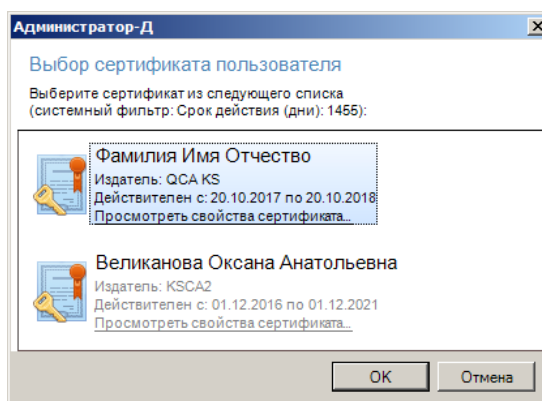 Администратор-Д
Выбор сертификата пользователя
Выберите сертификат из следующего списка
(системный фильтр: Срок действия (дни): 1455):
Фамилия Имя Отчество
Издатель: QCA KS
Действителен с: 20.10.2017 по 20.10.2018
Просмотреть свойства сертификата...
Великанова Оксана Анатольевна
Издатель: KSCA2
Действителен с: 01.12.2016 по 01.12.2021
Просмотреть свойства сертификата...
OK
Отмена